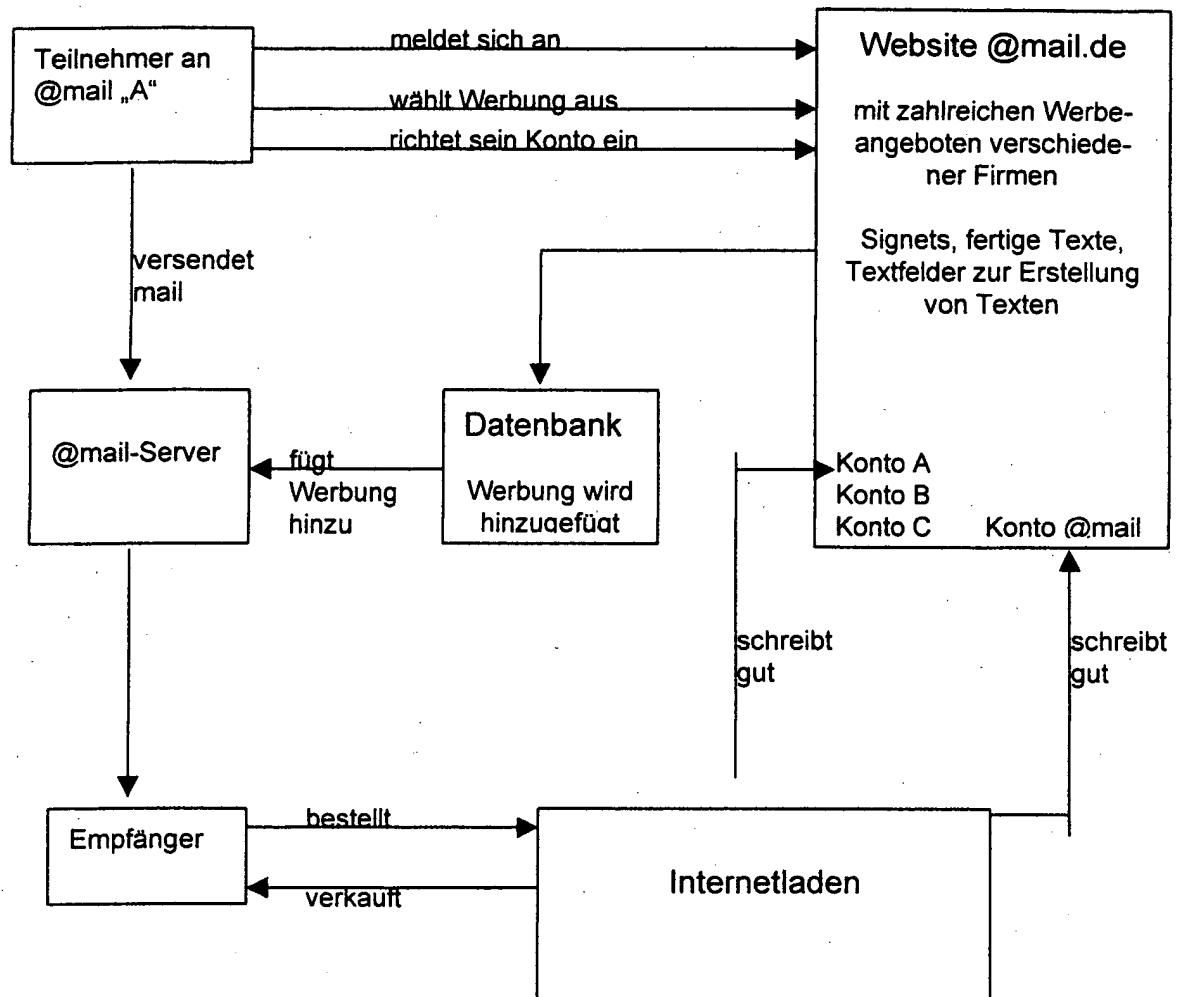 Teilnehmer an
@mail „A“
meldet sich an
wählt Werbung aus
richtet sein Konto ein
Website @mail.de
mit zahlreichen Werbe-
angeboten verschiede-
ner Firmen
Signets, fertige Texte,
Textfelder zur Erstellung
von Texten
versendet
mail
@mail-Server
fügt
Werbung
hinzu
Datenbank
Werbung wird
hinzugefügt
Konto A
Konto B
Konto C Konto @mail
schreibt
gut
schreibt
gut
Empfänger
bestellt
verkauft
Internetladen